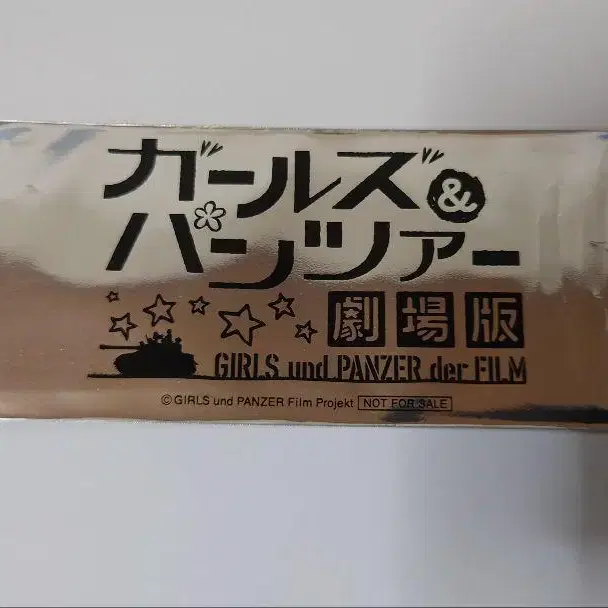 ガールズ&
パンツァー
劇場版
GIRLS und PANZER der FILM
©GIRLS und PANZER Film Projekt NOT FOR SALE